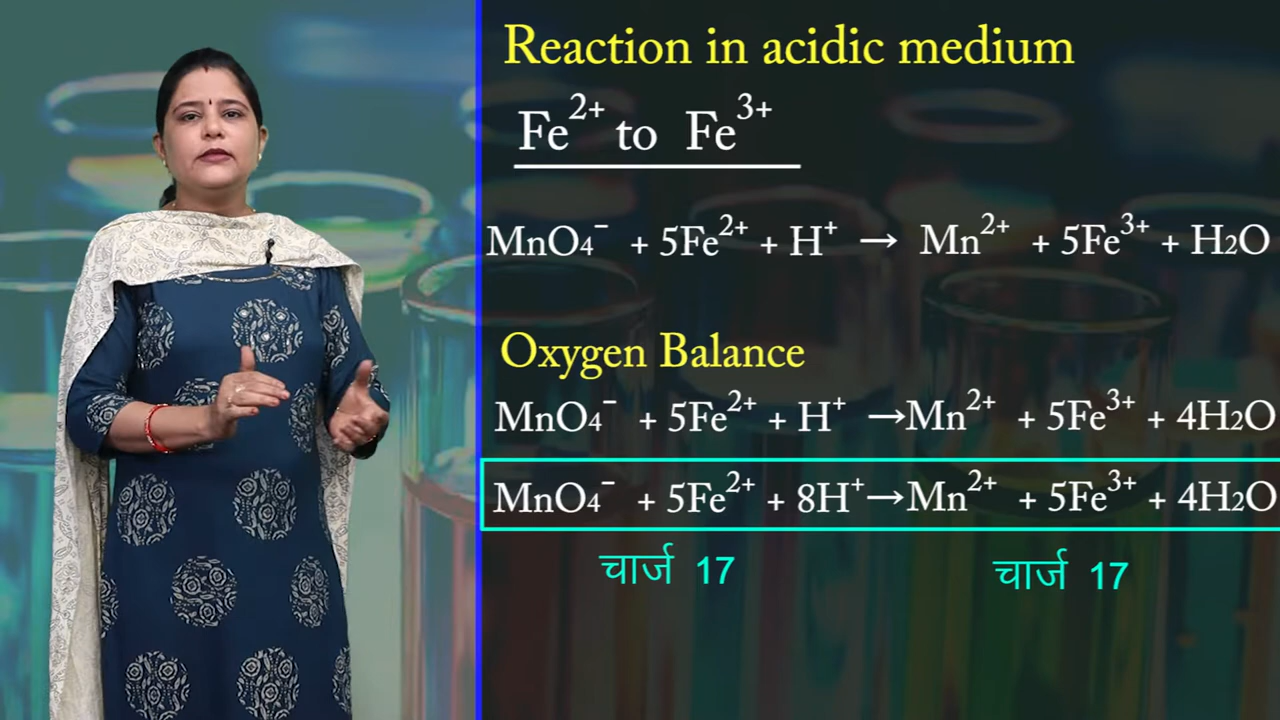 Reaction in acidic medium
Fe²⁺ to Fe³⁺
MnO₄⁻ + 5Fe²⁺ + H⁺ → Mn²⁺ + 5Fe³⁺ + H₂O
Oxygen Balance
MnO₄⁻ + 5Fe²⁺ + H⁺ →Mn²⁺ + 5Fe³⁺ + 4H₂O
MnO₄⁻ + 5Fe²⁺ + 8H⁺→Mn²⁺ + 5Fe³⁺ + 4H₂O
चार्ज 17 चार्ज 17